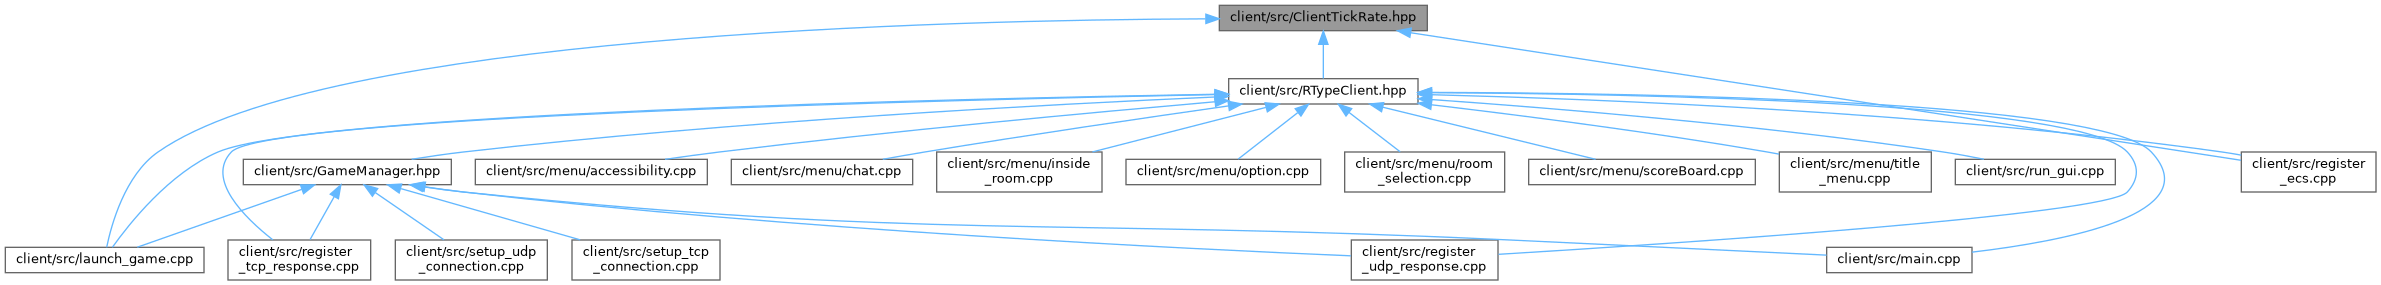 client/src/ClientTickRate.hpp
client/src/RTypeClient.hpp
client/src/GameManager.hpp
client/src/menu/accessibility.cpp
client/src/menu/chat.cpp
client/src/menu/inside
_room.cpp
client/src/menu/option.cpp
client/src/menu/room
_selection.cpp
client/src/menu/scoreBoard.cpp
client/src/menu/title
_menu.cpp
client/src/run_gui.cpp
client/src/register
_ecs.cpp
client/src/launch_game.cpp
client/src/register
_tcp_response.cpp
client/src/setup_udp
_connection.cpp
client/src/setup_tcp
_connection.cpp
client/src/register
_udp_response.cpp
client/src/main.cpp